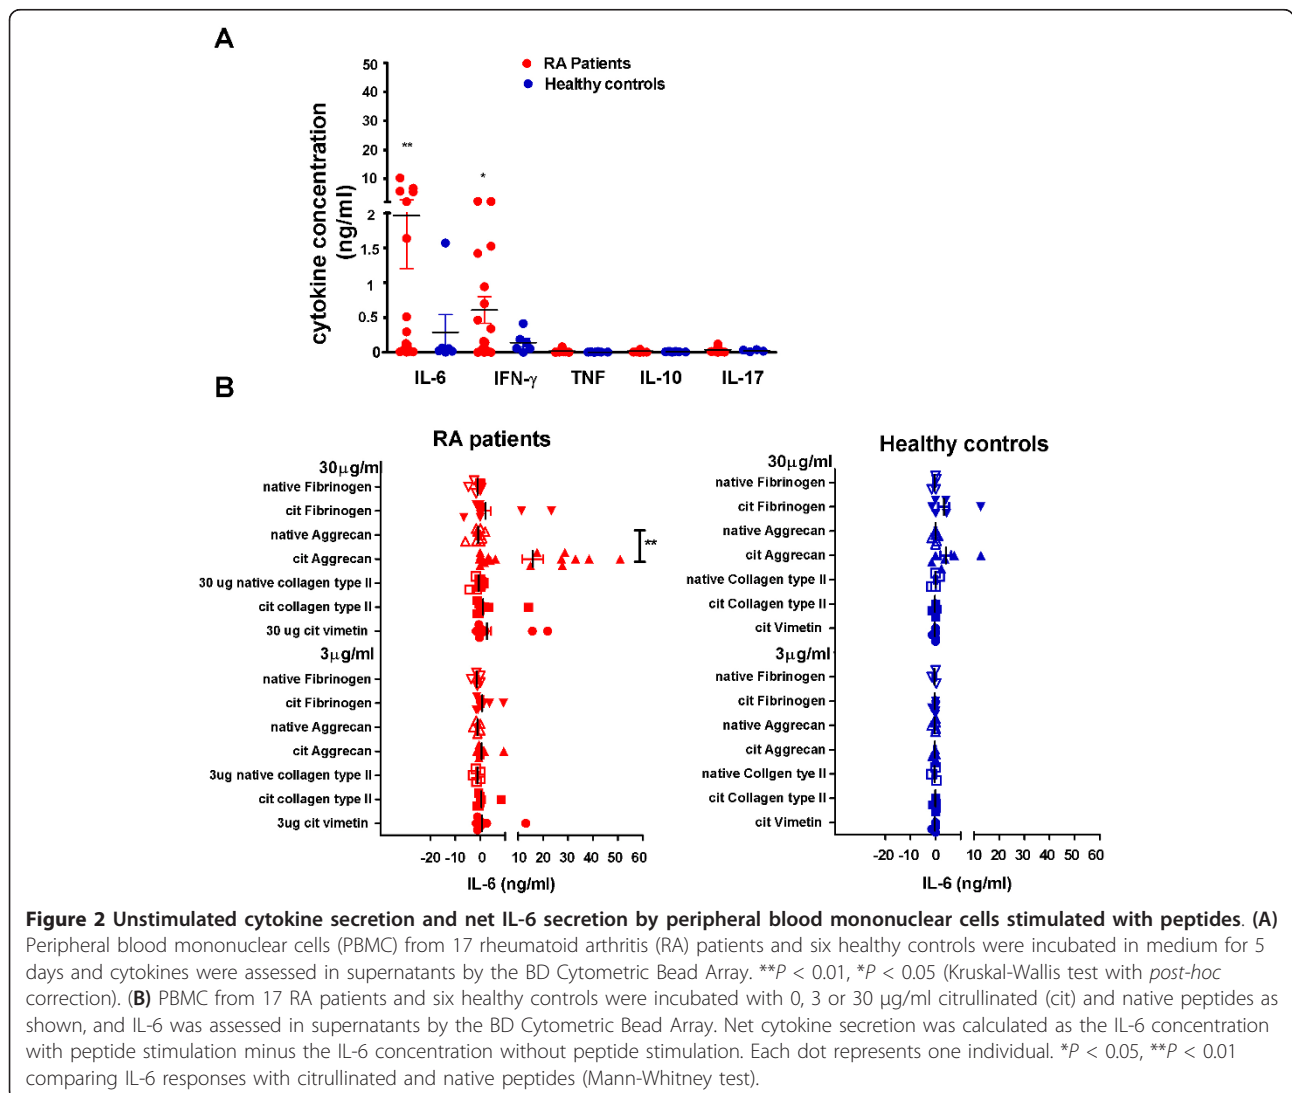 A
50
40
30
20
10
2
1.5
1
0.5
0
cytokine concentration
(ng/ml)
RA Patients
Healthy controls
**
*
IL-6 IFN-γ TNF IL-10 IL-17
B
RA patients
30µg/ml
native Fibrinogen
cit Fibrinogen
native Aggrecan
cit Aggrecan
30 ug native collagen type II
cit collagen type II
30 ug cit vimetin
3µg/ml
native Fibrinogen
cit Fibrinogen
native Aggrecan
cit Aggrecan
3ug native collagen type II
cit collagen type II
3ug cit vimetin
**
-20 -10 0 10 20 30 40 50 60
IL-6 (ng/ml)
Healthy controls
30µg/ml
native Fibrinogen
cit Fibrinogen
native Aggrecan
cit Aggrecan
native Collagen type II
cit Collagen type II
cit Vimetin
3µg/ml
native Fibrinogen
cit Fibrinogen
native Aggrecan
cit Aggrecan
native Collgen tye II
cit Collagen type II
cit Vimetin
-20 -10 0 10 20 30 40 50 60
IL-6 (ng/ml)
Figure 2 Unstimulated cytokine secretion and net IL-6 secretion by peripheral blood mononuclear cells stimulated with peptides. (A)
Peripheral blood mononuclear cells (PBMC) from 17 rheumatoid arthritis (RA) patients and six healthy controls were incubated in medium for 5
days and cytokines were assessed in supernatants by the BD Cytometric Bead Array. **P < 0.01, *P < 0.05 (Kruskal-Wallis test with post-hoc
correction). (B) PBMC from 17 RA patients and six healthy controls were incubated with 0, 3 or 30 µg/ml citrullinated (cit) and native peptides as
shown, and IL-6 was assessed in supernatants by the BD Cytometric Bead Array. Net cytokine secretion was calculated as the IL-6 concentration
with peptide stimulation minus the IL-6 concentration without peptide stimulation. Each dot represents one individual. *P < 0.05, **P < 0.01
comparing IL-6 responses with citrullinated and native peptides (Mann-Whitney test).